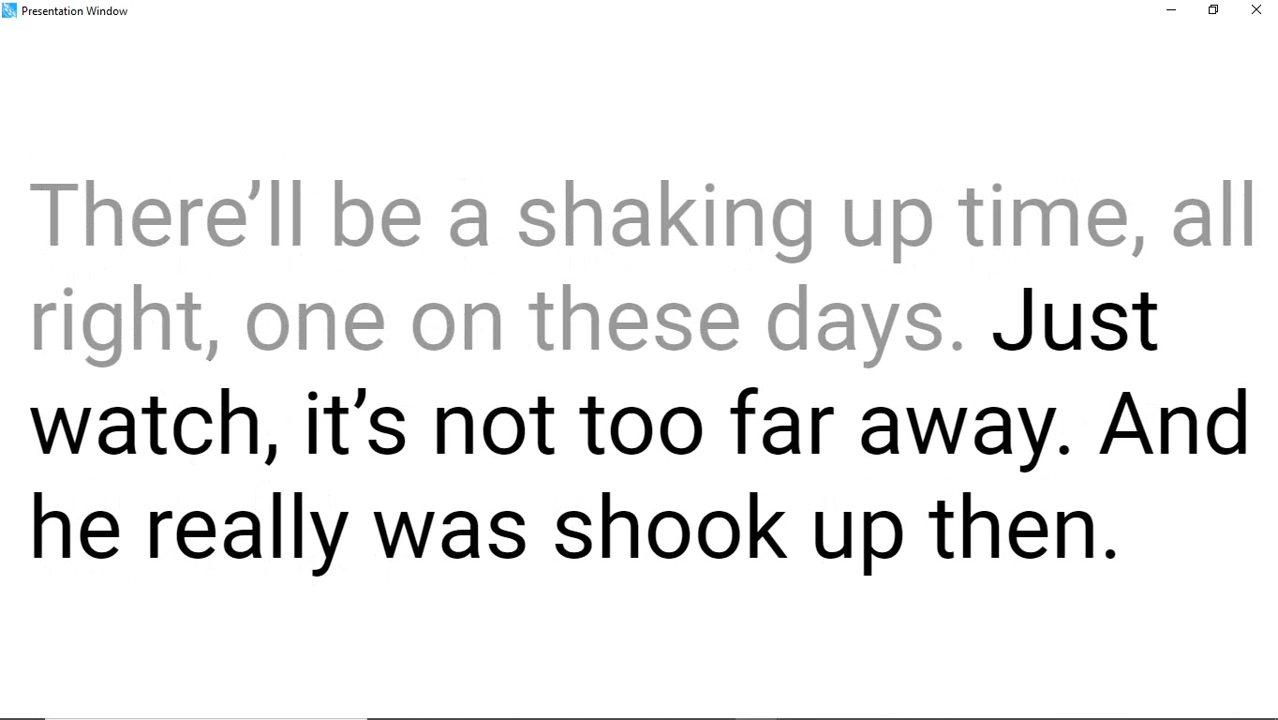 Presentation Window
There’ll be a shaking up time, all
right, one on these days. Just
watch, it’s not too far away. And
he really was shook up then.